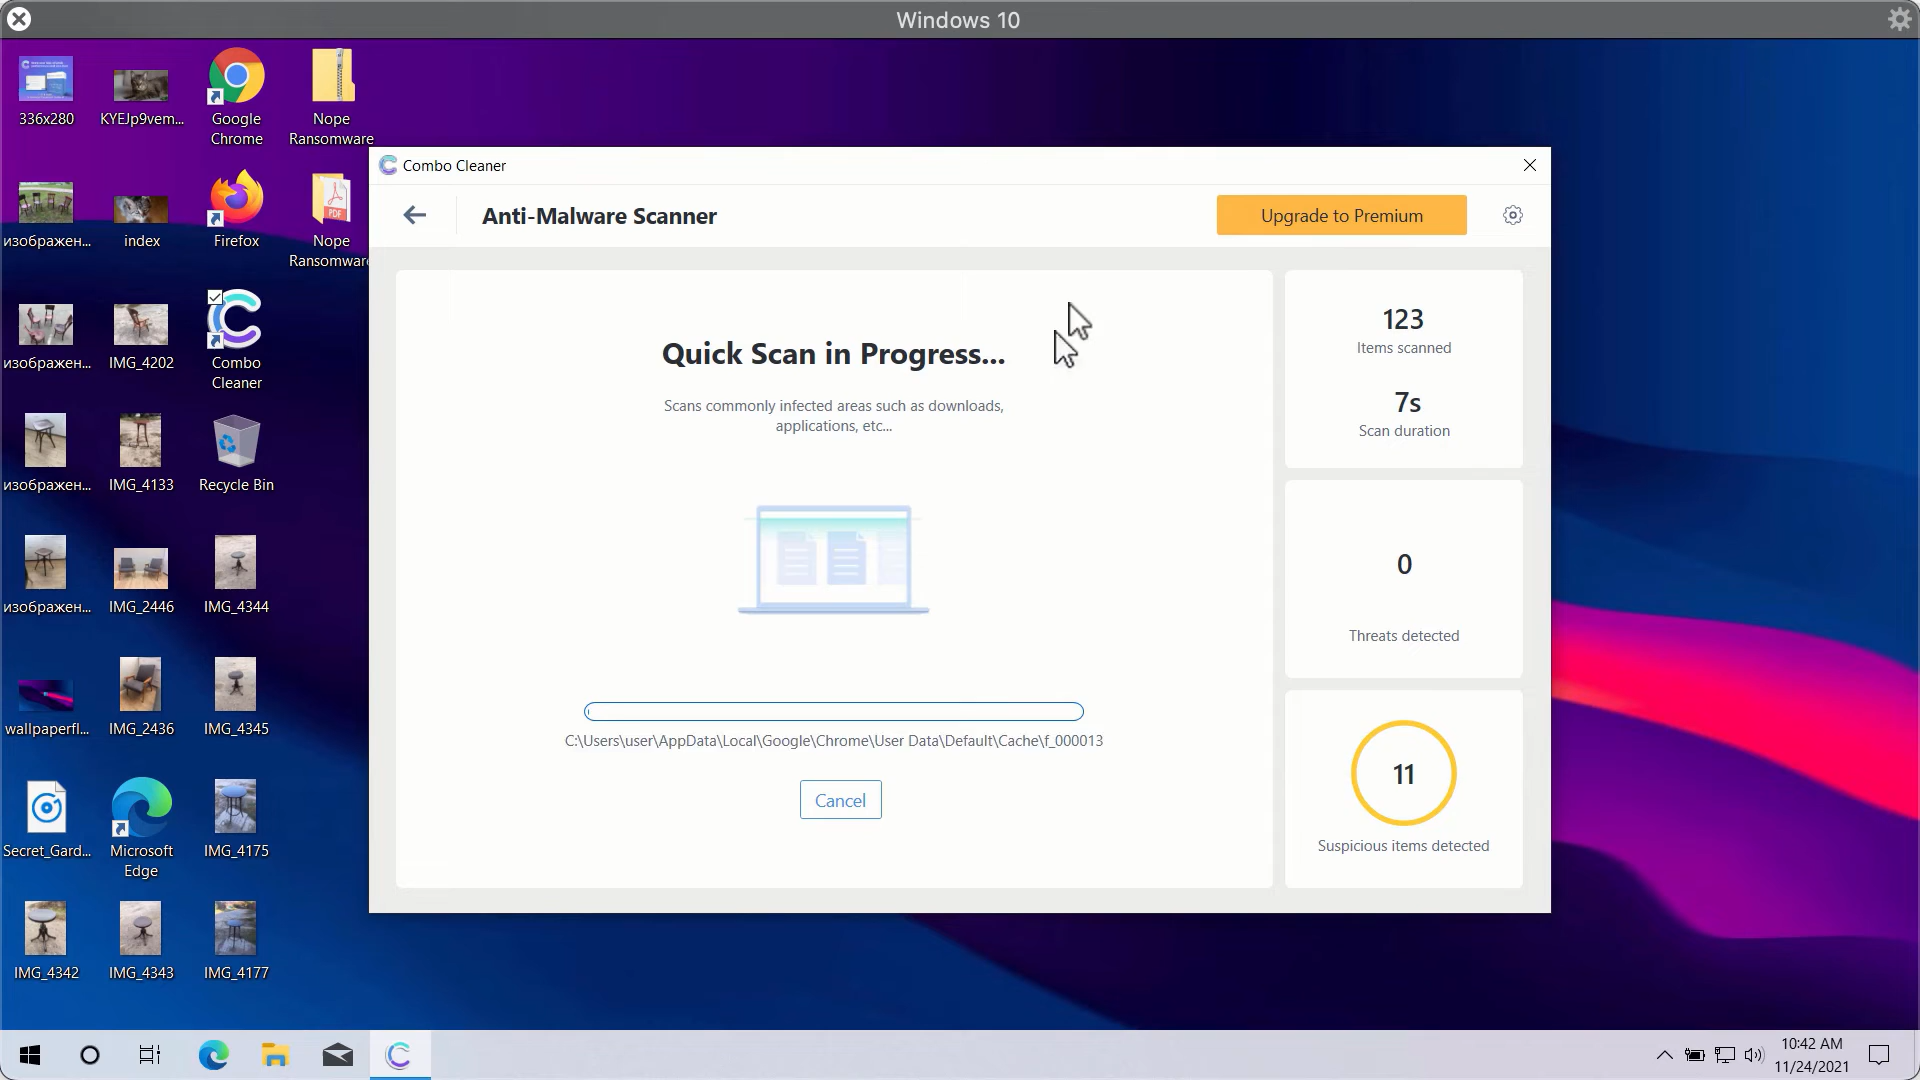 Windows 10
336x280
KYEJp9vem...
Google
Chrome
Nope
Ransomware
изображен...
index
Firefox
PDF
Nope
Ransomware
изображен...
IMG_4202
Combo
Cleaner
изображен...
IMG_4133
Recycle Bin
изображен...
IMG_2446
IMG_4344
wallpaperfl...
IMG_2436
IMG_4345
Secret_Gard...
Microsoft
Edge
IMG_4175
IMG_4342
IMG_4343
IMG_4177
Combo Cleaner
Anti-Malware Scanner
Upgrade to Premium
Quick Scan in Progress...
Scans commonly infected areas such as downloads,
applications, etc...
C:\Users\user\AppData\Local\Google\Chrome\User Data\Default\Cache\f_000013
Cancel
123
Items scanned
7s
Scan duration
0
Threats detected
11
Suspicious items detected
10:42 AM
11/24/2021